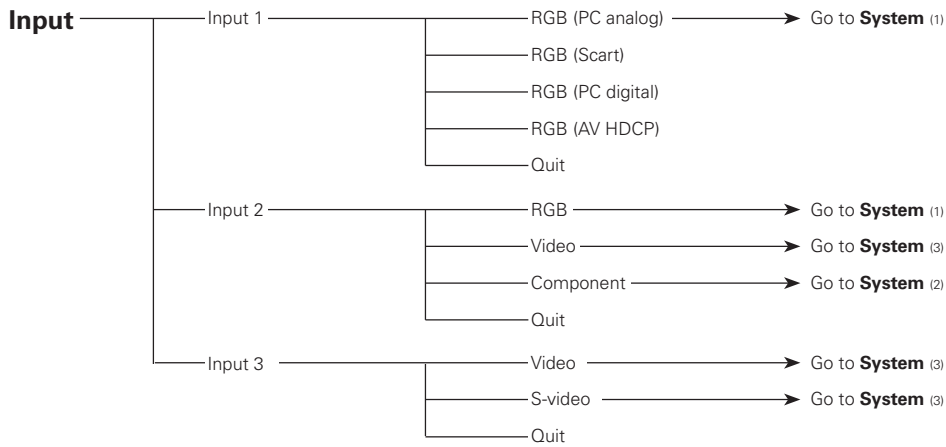 Input Input 1 RGB (PC analog) Go to System (1)
RGB (Scart)
RGB (PC digital)
RGB (AV HDCP)
Quit
Input 2 RGB Go to System (1)
Video Go to System (3)
Component Go to System (2)
Quit
Input 3 Video Go to System (3)
S-video Go to System (3)
Quit